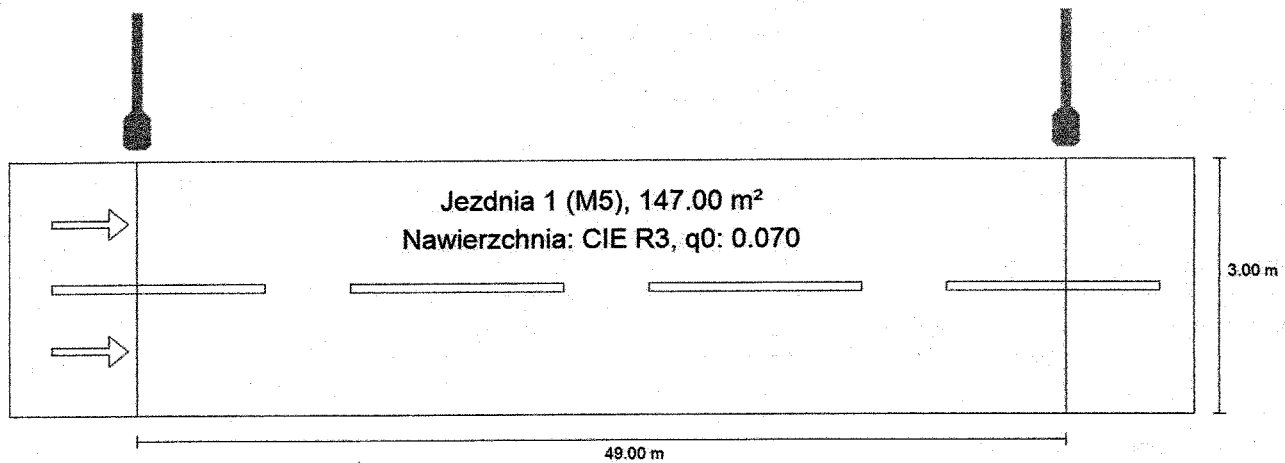 Jezdnia 1 (M5), 147.00 m²
Nawierzchnia: CIE R3, q0: 0.070
3.00 m
49.00 m